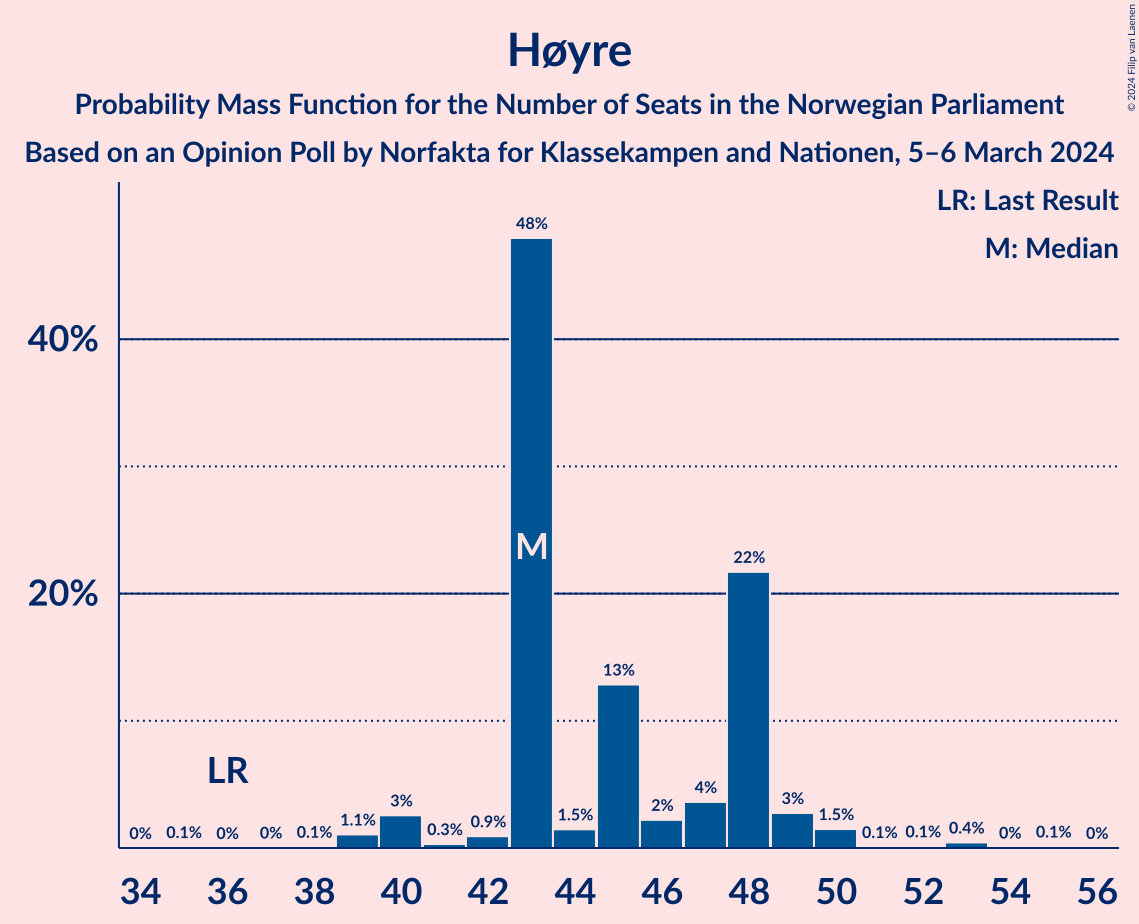 Høyre
Probability Mass Function for the Number of Seats in the Norwegian Parliament
Based on an Opinion Poll by Norfakta for Klassekampen and Nationen, 5–6 March 2024
© 2024 Filip van Laenen
LR: Last Result
M: Median
48%
40%
M
22%
20%
13%
LR
0% 0.1% 0% 0% 0.1% 1.1% 3% 0.3% 0.9% 1.5% 2% 4% 3% 1.5% 0.1% 0.1% 0.4% 0% 0.1% 0%
34 36 38 40 42 44 46 48 50 52 54 56